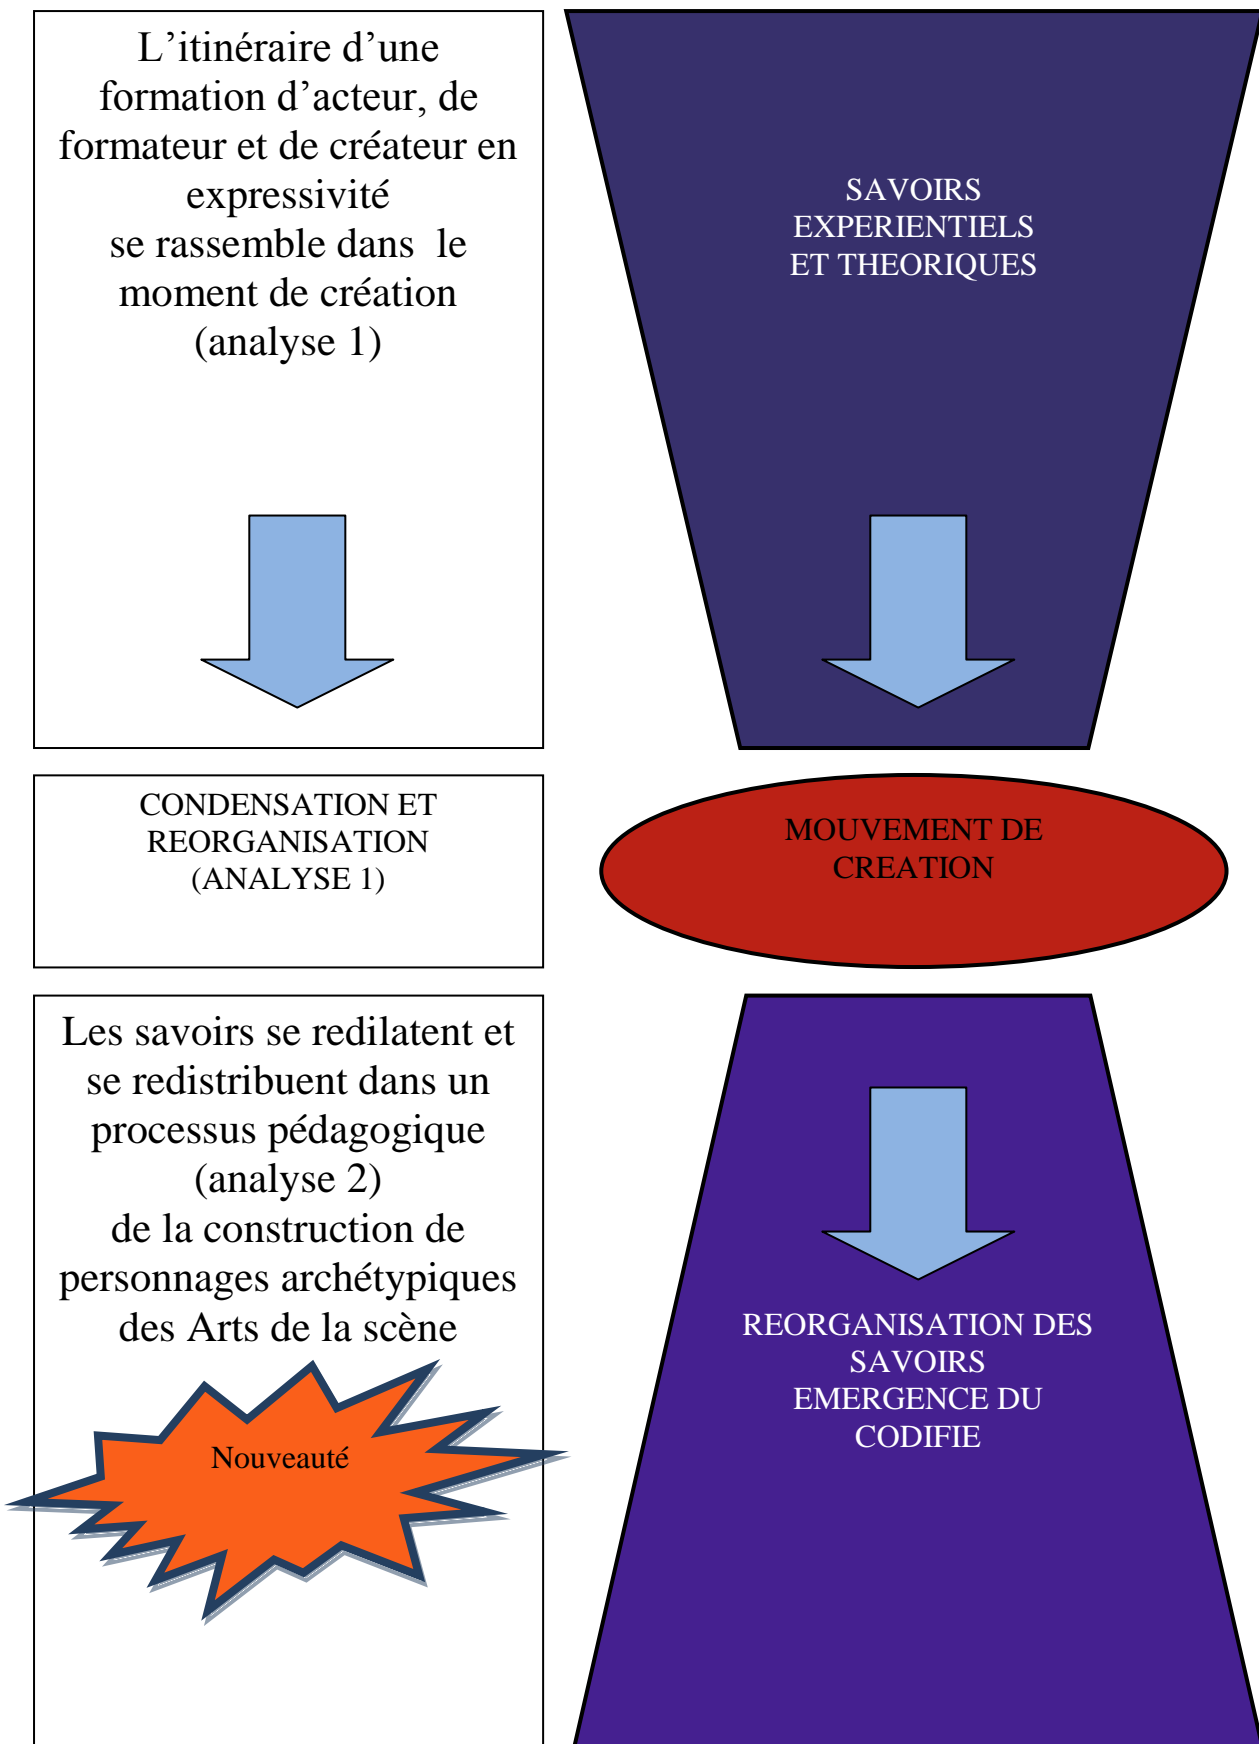 L’itinéraire d’une
formation d’acteur, de
formateur et de créateur en
expressivité
se rassemble dans le
moment de création
(analyse 1)
SAVOIRS
EXPERIENTIELS
ET THEORIQUES
CONDENSATION ET
REORGANISATION
(ANALYSE 1)
MOUVEMENT DE
CREATION
Les savoirs se redilatent et
se redistribuent dans un
processus pédagogique
(analyse 2)
de la construction de
personnages archétypiques
des Arts de la scène
Nouveauté
REORGANISATION DES
SAVOIRS
EMERGENCE DU
CODIFIE